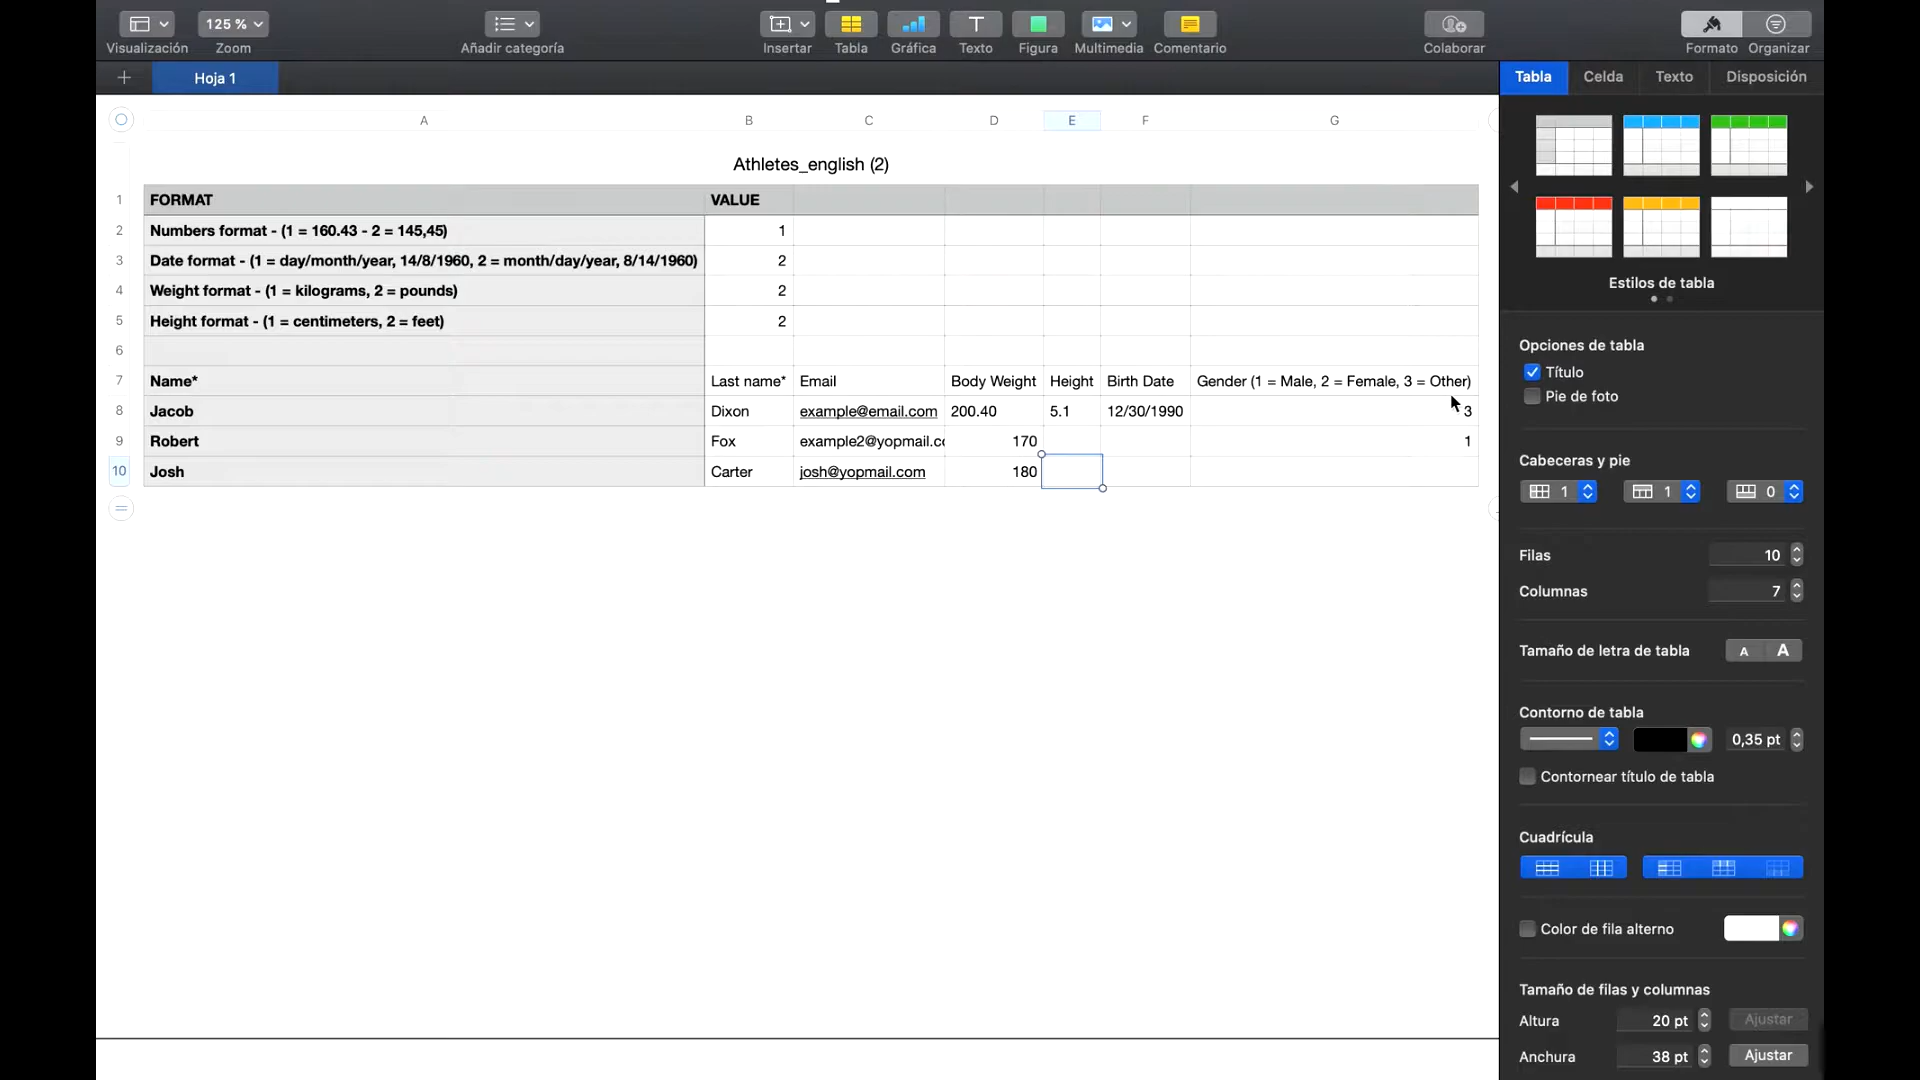 125 %
Visualización Zoom Añadir categoría Insertar Tabla Gráfica Texto Figura Multimedia Comentario Colaborar Formato Organizar
Hoja 1
Tabla Celda Texto Disposición
A B C D E F G
Athletes_english (2)
1 FORMAT VALUE
2 Numbers format - (1 = 160.43 - 2 = 145,45) 1
3 Date format - (1 = day/month/year, 14/8/1960, 2 = month/day/year, 8/14/1960) 2
4 Weight format - (1 = kilograms, 2 = pounds) 2
5 Height format - (1 = centimeters, 2 = feet) 2
6
7 Name* Last name* Email Body Weight Height Birth Date Gender (1 = Male, 2 = Female, 3 = Other)
8 Jacob Dixon example@email.com 200.40 5.1 12/30/1990 3
9 Robert Fox example2@yopmail.co 170 1
10 Josh Carter josh@yopmail.com 180
Estilos de tabla
Opciones de tabla
Título
Pie de foto
Cabeceras y pie
1 1 0
Filas 10
Columnas 7
Tamaño de letra de tabla A A
Contorno de tabla
0,35 pt
Contornear título de tabla
Cuadrícula
Color de fila alterno
Tamaño de filas y columnas
Altura 20 pt Ajustar
Anchura 38 pt Ajustar